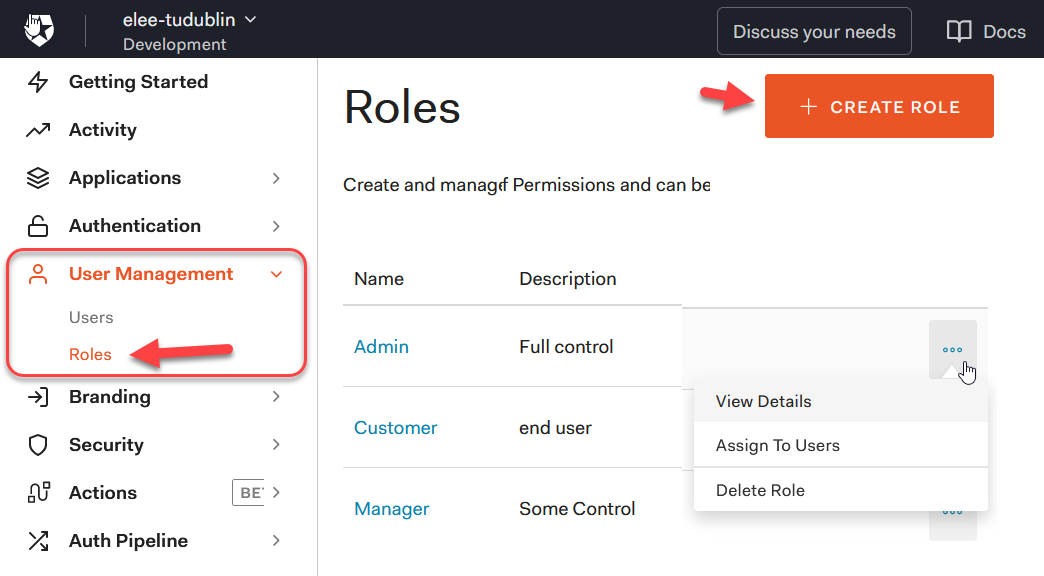 elee-tudublin
Development
Discuss your needs
Docs
Getting Started
Activity
Applications
Authentication
User Management
Users
Roles
Branding
Security
Actions
BE
Auth Pipeline
Roles
+ CREATE ROLE
Create and manage Permissions and can be
Name Description
Admin Full control
Customer end user
Manager Some Control
View Details
Assign To Users
Delete Role